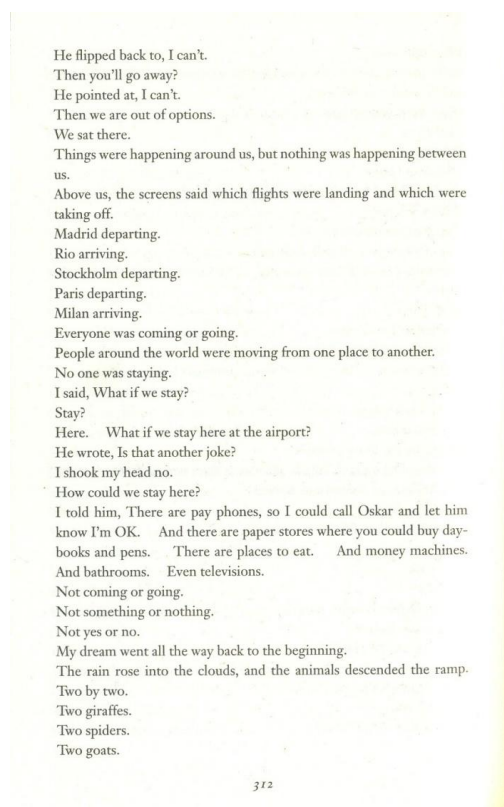 He flipped back to, I can't.
Then you'll go away?
He pointed at, I can't.
Then we are out of options.
We sat there.
Things were happening around us, but nothing was happening between
us.
Above us, the screens said which flights were landing and which were
taking off.
Madrid departing.
Rio arriving.
Stockholm departing.
Paris departing.
Milan arriving.
Everyone was coming or going.
People around the world were moving from one place to another.
No one was staying.
I said, What if we stay?
Stay?
Here.   What if we stay here at the airport?
He wrote, Is that another joke?
I shook my head no.
How could we stay here?
I told him, There are pay phones, so I could call Oskar and let him
know I'm OK.   And there are paper stores where you could buy day-
books and pens.   There are places to eat.   And money machines.
And bathrooms.   Even televisions.
Not coming or going.
Not something or nothing.
Not yes or no.
My dream went all the way back to the beginning.
The rain rose into the clouds, and the animals descended the ramp.
Two by two.
Two giraffes.
Two spiders.
Two goats.
312